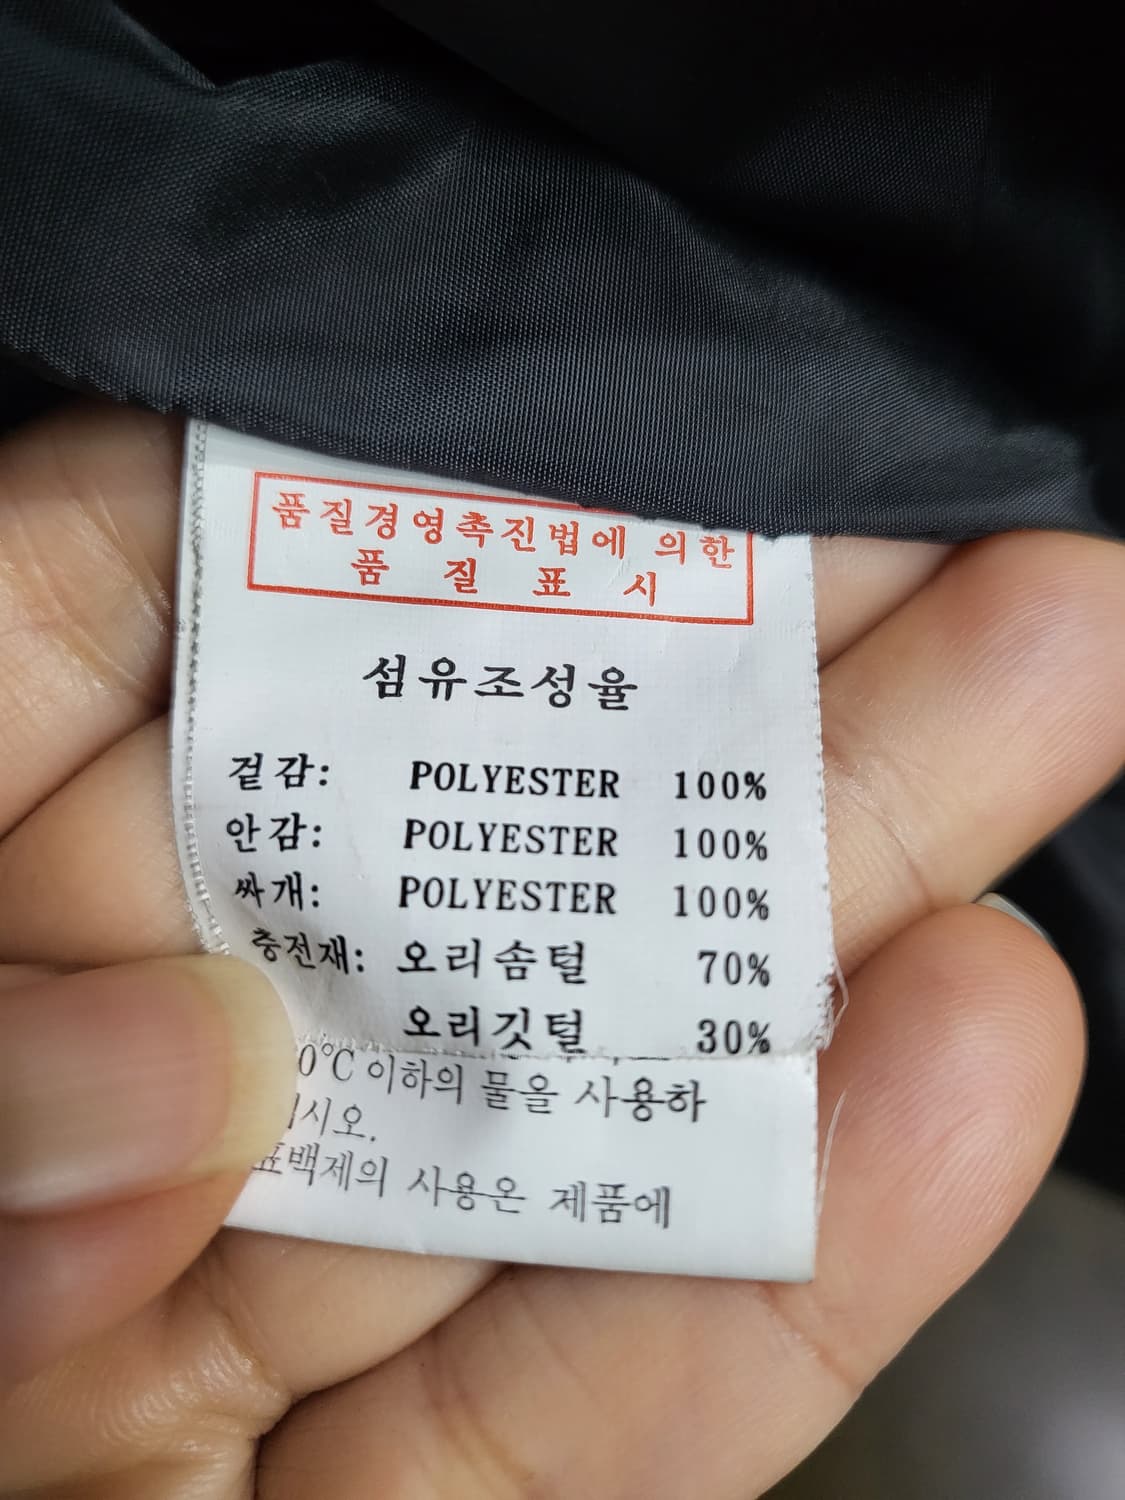 품질경영촉진법에 의한
품 질 표 시
섬유조성율
겉감: POLYESTER 100%
안감: POLYESTER 100%
싸개: POLYESTER 100%
충전재: 오리솜털 70%
오리깃털 30%
이하의 물을 사용하
시오.
표백제의 사용은 제품에